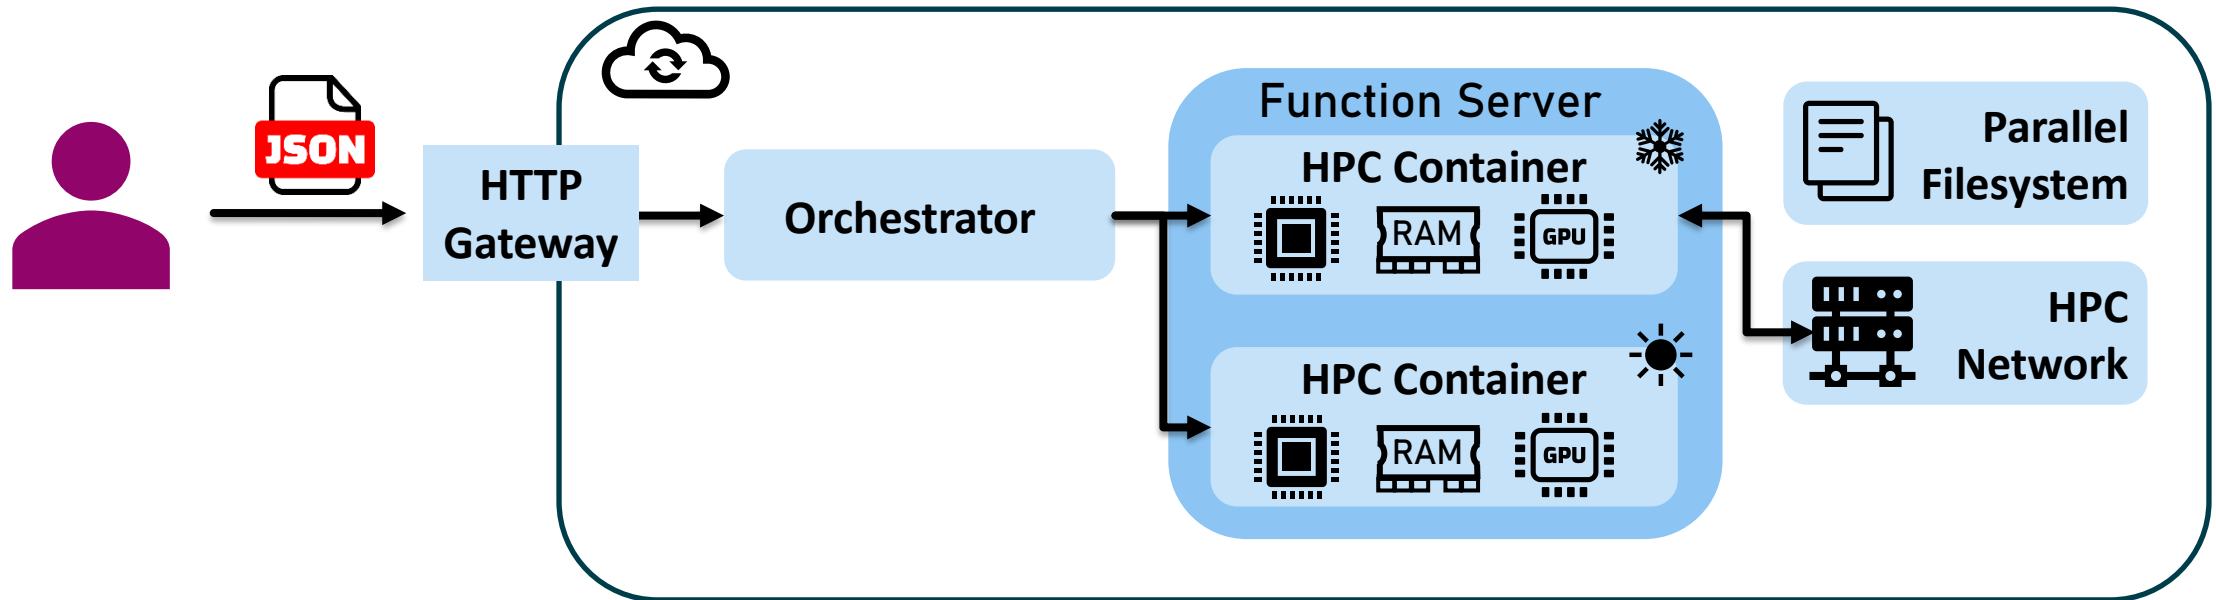 JSON
HTTP
Gateway
Orchestrator
Function Server
HPC Container
RAM
GPU
HPC Container
RAM
GPU
Parallel
Filesystem
HPC
Network